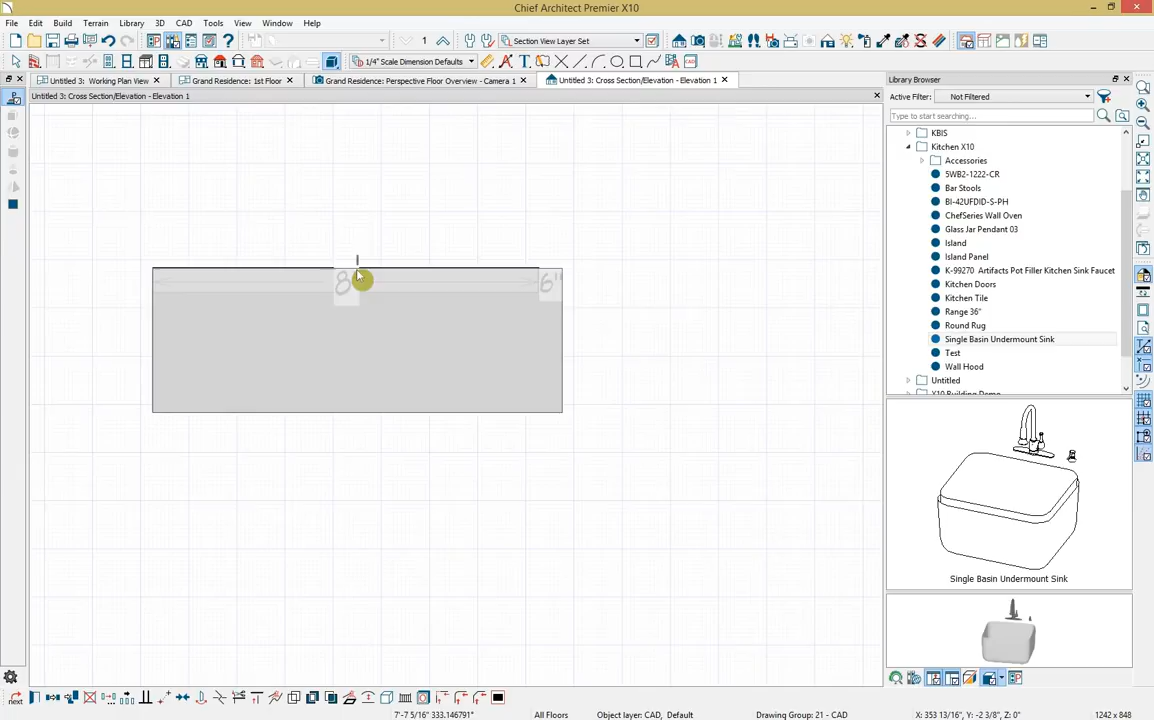 Chief Architect Premier X10
File Edit Build Terrain Library 3D CAD Tools View Window Help
1 Section View Layer Set
1/4" Scale Dimension Defaults
Untitled 3: Working Plan View Grand Residence: 1st Floor Grand Residence: Perspective Floor Overview - Camera 1 Untitled 3: Cross Section/Elevation - Elevation 1
Untitled 3: Cross Section/Elevation - Elevation 1
8 6"
Library Browser
Active Filter: Not Filtered
Type to start searching...
KBIS
Kitchen X10
Accessories
5WB2-1222-CR
Bar Stools
BI-42UFDID-S-PH
ChefSeries Wall Oven
Glass Jar Pendant 03
Island
Island Panel
K-99270 Artifacts Pot Filler Kitchen Sink Faucet
Kitchen Doors
Kitchen Tile
Range 36"
Round Rug
Single Basin Undermount Sink
Test
Wall Hood
Untitled
X10 Building Demo
Single Basin Undermount Sink
next
7'-7 5/16" 333.146791° All Floors Object layer: CAD, Default Drawing Group: 21 - CAD X: 353 13/16", Y: -2 3/8", Z: 0" 1242 x 848